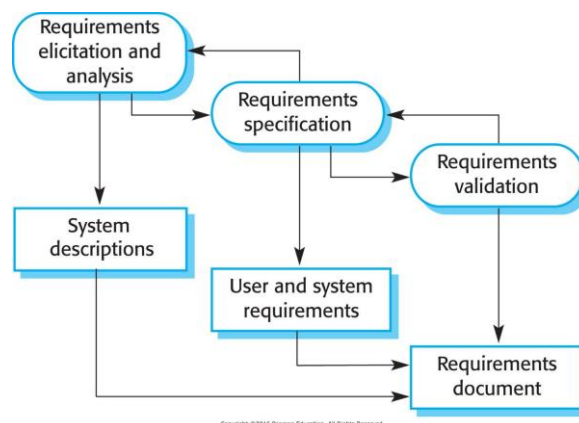 Requirements
elicitation and
analysis
Requirements
specification
Requirements
validation
System
descriptions
User and system
requirements
Requirements
document